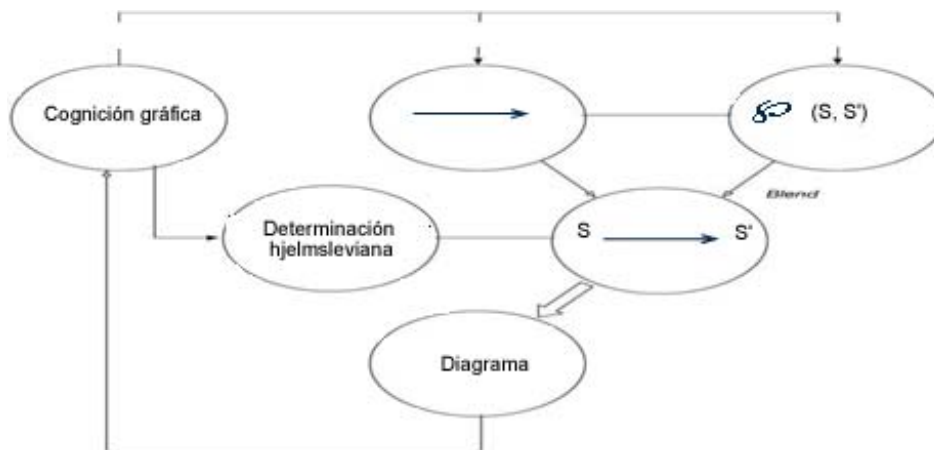 Cognición gráfica
(S, S')
Blend
Determinación
hjelmsleviana
S
S'
Diagrama